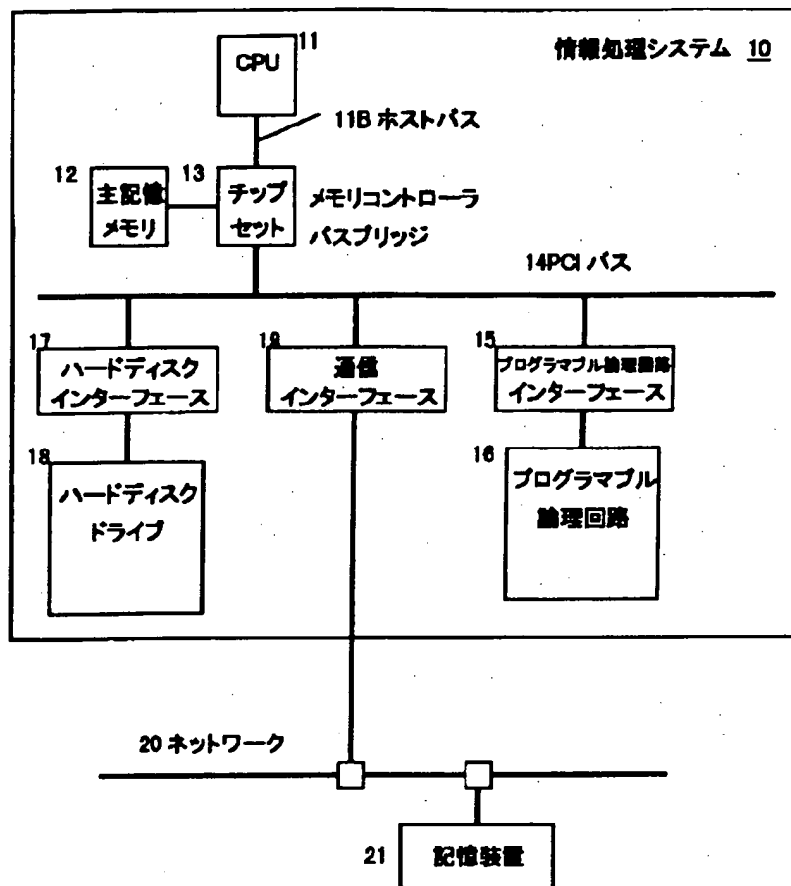 情報処理システム 10
11
CPU
11B ホストバス
12
主記憶
メモリ
13
チップ
セット
メモリコントローラ
バスブリッジ
14PCI バス
17
ハードディスク
インターフェース
19
通信
インターフェース
15
プログラマブル論理回路
インターフェース
18
ハードディスク
ドライブ
16
プログラマブル
論理回路
20 ネットワーク
21
記憶装置